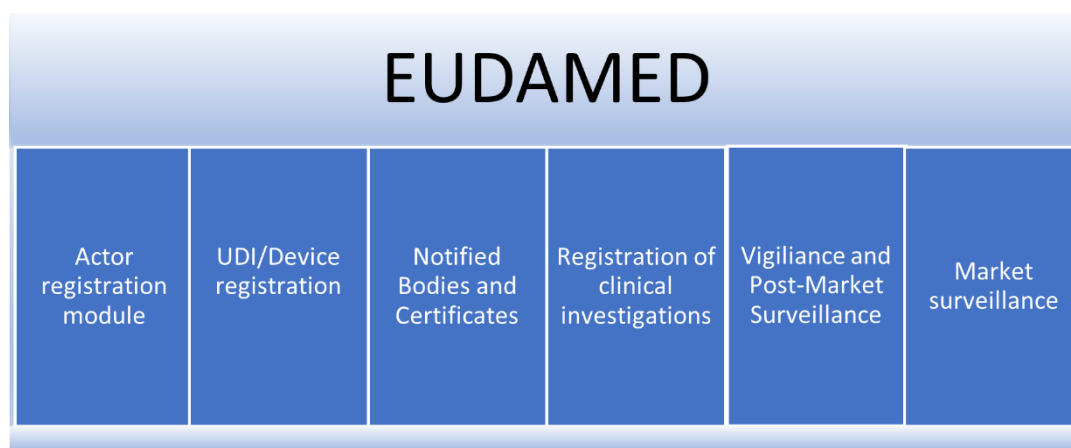 EUDAMED
Actor
registration
module
UDI/Device
registration
Notified
Bodies and
Certificates
Registration of
clinical
investigations
Vigiliance and
Post-Market
Surveillance
Market
surveillance